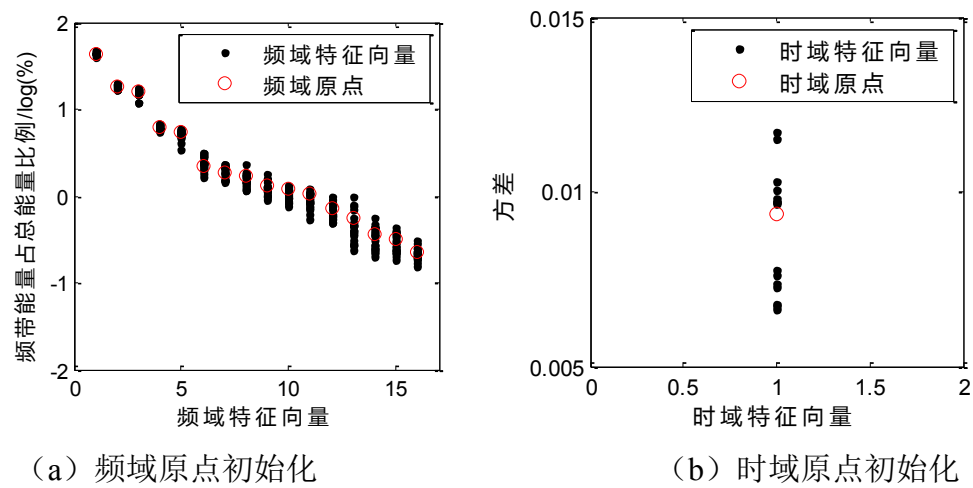 2
1
0
-1
-2
0
5
10
15
频带能量占总能量比例/log(%)
频域特征向量
频域原点
频域特征向量
(a)频域原点初始化
0.015
0.01
0.005
0
0.5
1
1.5
2
方差
时域特征向量
时域原点
时域特征向量
(b)时域原点初始化